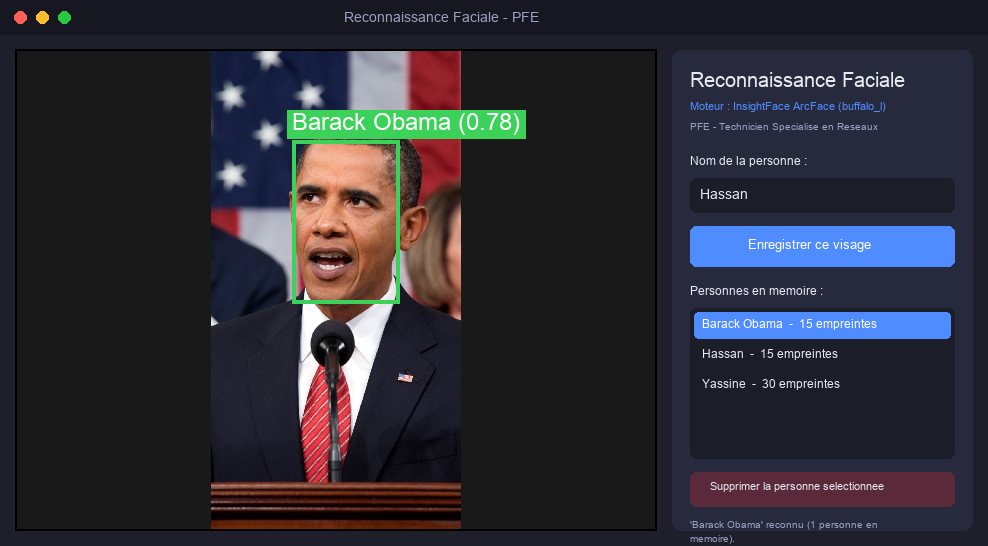 Reconnaissance Faciale - PFE
Barack Obama (0.78)
Reconnaissance Faciale
Moteur : InsightFace ArcFace (buffalo_l)
PFE - Technicien Specialise en Reseaux
Nom de la personne :
Hassan
Enregistrer ce visage
Personnes en memoire :
Barack Obama - 15 empreintes
Hassan - 15 empreintes
Yassine - 30 empreintes
Supprimer la personne selectionnee
'Barack Obama' reconnu (1 personne en
memoire).